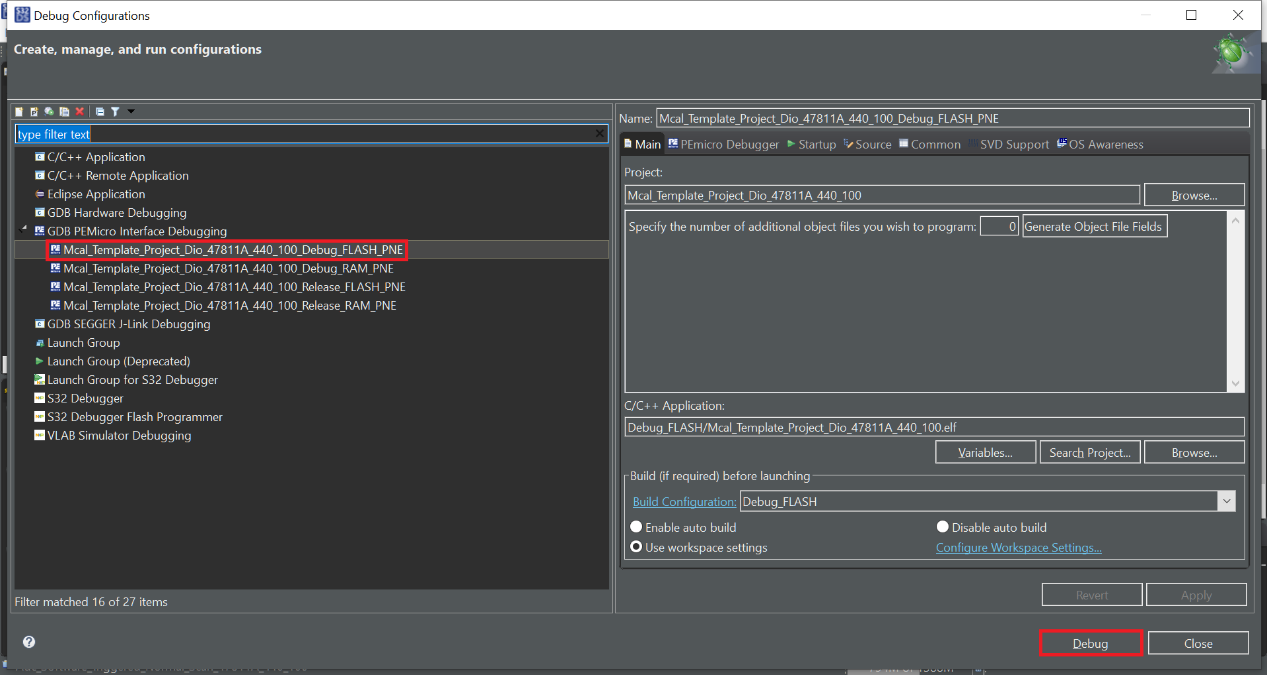 Debug Configurations
Create, manage, and run configurations
type filter text
C/C++ Application
C/C++ Remote Application
Eclipse Application
GDB Hardware Debugging
GDB PEMicro Interface Debugging
Mcal_Template_Project_Dio_47811A_440_100_Debug_FLASH_PNE
Mcal_Template_Project_Dio_47811A_440_100_Debug_RAM_PNE
Mcal_Template_Project_Dio_47811A_440_100_Release_FLASH_PNE
Mcal_Template_Project_Dio_47811A_440_100_Release_RAM_PNE
GDB SEGGER J-Link Debugging
Launch Group
Launch Group (Deprecated)
Launch Group for S32 Debugger
S32 Debugger
S32 Debugger Flash Programmer
VLAB Simulator Debugging
Filter matched 16 of 27 items
Name: Mcal_Template_Project_Dio_47811A_440_100_Debug_FLASH_PNE
Main PEmicro Debugger Startup Source Common SVD Support OS Awareness
Project:
Mcal_Template_Project_Dio_47811A_440_100 Browse...
Specify the number of additional object files you wish to program: 0 Generate Object File Fields
C/C++ Application:
Debug_FLASH/Mcal_Template_Project_Dio_47811A_440_100.elf
Variables... Search Project... Browse...
Build (if required) before launching
Build Configuration: Debug_FLASH
Enable auto build Disable auto build
Use workspace settings Configure Workspace Settings...
Revert Apply
Debug Close